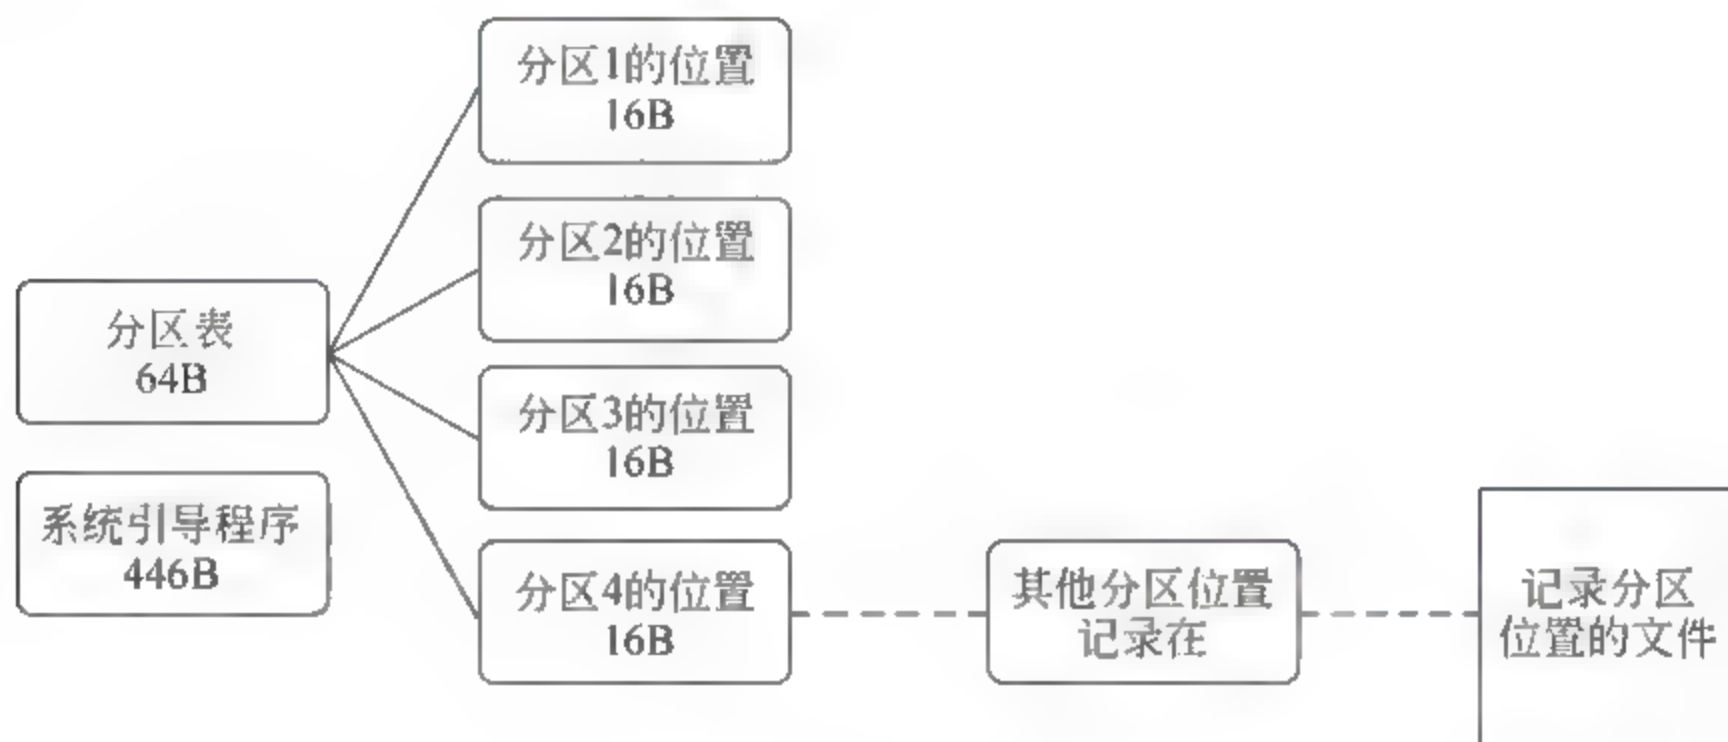 分区1的位置
16B
分区2的位置
16B
分区表
64B
分区3的位置
16B
系统引导程序
446B
分区4的位置
16B
其他分区位置
记录在
记录分区
位置的文件